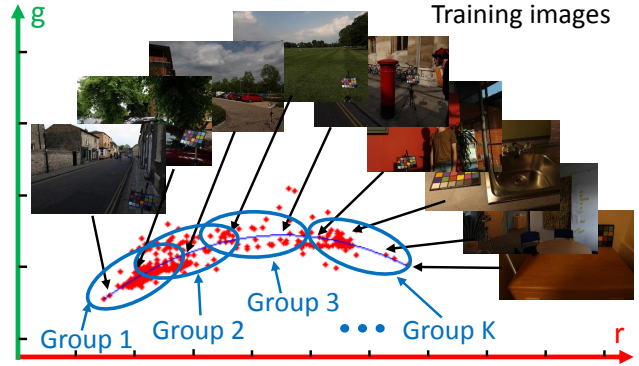 g
Training images
Group 1
Group 2
Group 3
Group K
r